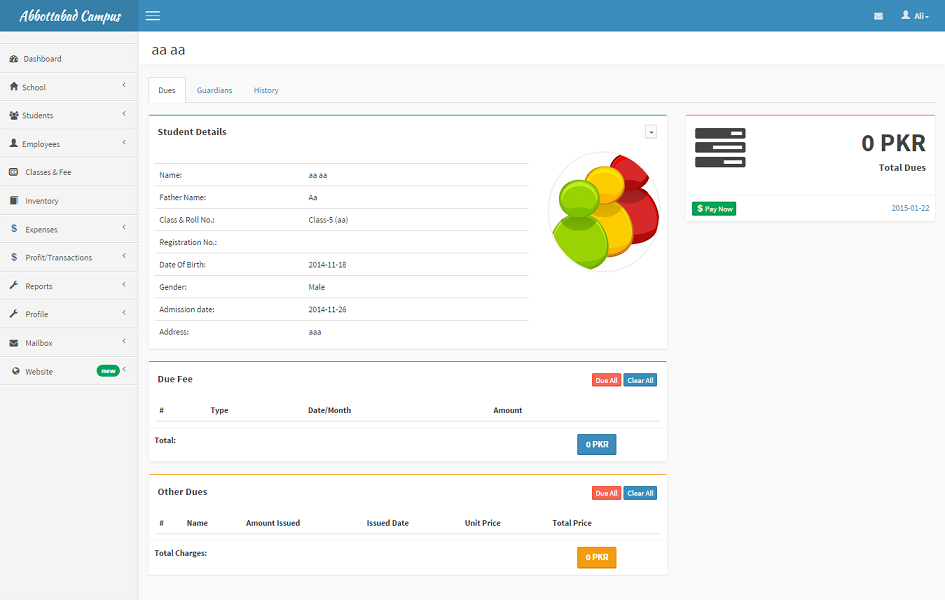 Abbottabad Campus
Ali
aa aa
Dashboard
School
Students
Employees
Classes & Fee
Inventory
$ Expenses
$ Profit/Transactions
Reports
Profile
Mailbox
Website new
Dues Guardians History
Student Details
Name: aa aa
Father Name: Aa
Class & Roll No.: Class-5 (aa)
Registration No.:
Date Of Birth: 2014-11-18
Gender: Male
Admission date: 2014-11-26
Address: aaa
0 PKR
Total Dues
$ Pay Now 2015-01-22
Due Fee Due All Clear All
# Type Date/Month Amount
Total: 0 PKR
Other Dues Due All Clear All
# Name Amount Issued Issued Date Unit Price Total Price
Total Charges: 0 PKR